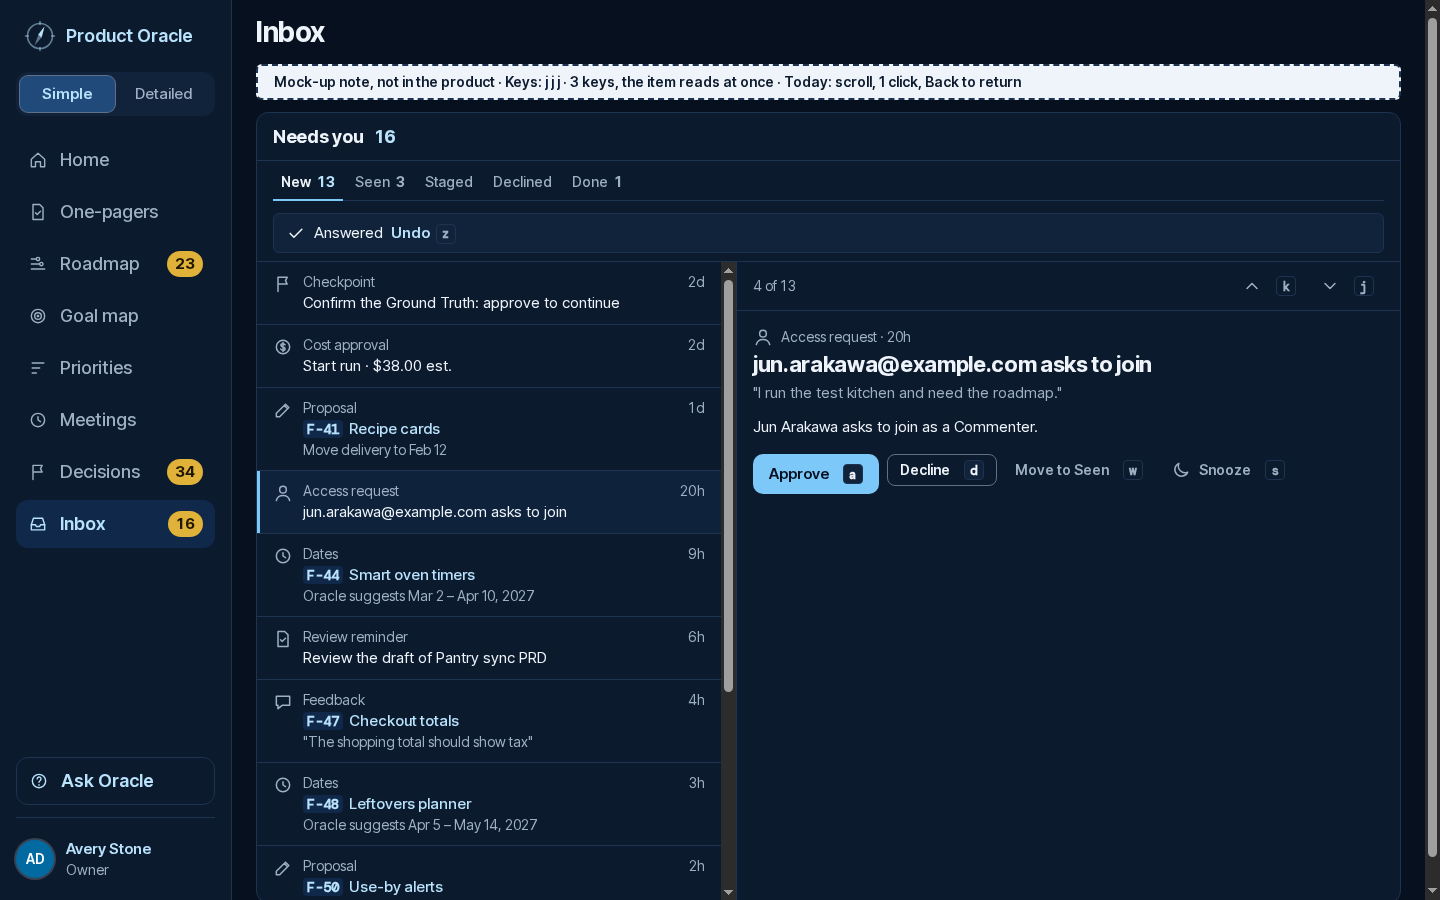 Product Oracle
Simple
Detailed
Home
One-pagers
Roadmap 23
Goal map
Priorities
Meetings
Decisions 34
Inbox 16
Ask Oracle
AD
Avery Stone
Owner
Inbox
Mock-up note, not in the product · Keys: j j j · 3 keys, the item reads at once · Today: scroll, 1 click, Back to return
Needs you 16
New 13 Seen 3 Staged Declined Done 1
Answered Undo z
Checkpoint 2d
Confirm the Ground Truth: approve to continue
Cost approval 2d
Start run · $38.00 est.
Proposal 1d
F-41 Recipe cards
Move delivery to Feb 12
Access request 20h
jun.arakawa@example.com asks to join
Dates 9h
F-44 Smart oven timers
Oracle suggests Mar 2 – Apr 10, 2027
Review reminder 6h
Review the draft of Pantry sync PRD
Feedback 4h
F-47 Checkout totals
"The shopping total should show tax"
Dates 3h
F-48 Leftovers planner
Oracle suggests Apr 5 – May 14, 2027
Proposal 2h
F-50 Use-by alerts
4 of 13 k j
Access request · 20h
jun.arakawa@example.com asks to join
"I run the test kitchen and need the roadmap."
Jun Arakawa asks to join as a Commenter.
Approve a Decline d Move to Seen w Snooze s